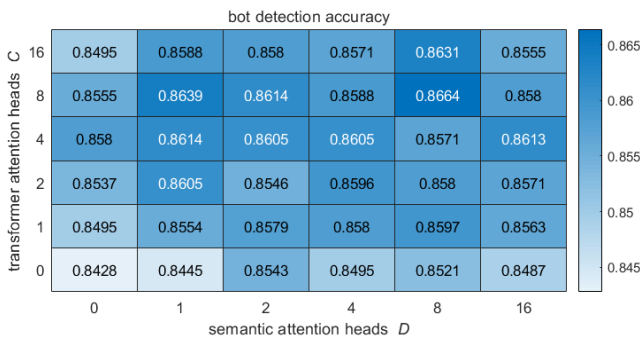 bot detection accuracy
transformer attention heads C
16 0.8495 0.8588 0.858 0.8571 0.8631 0.8555
8 0.8555 0.8639 0.8614 0.8588 0.8664 0.858
4 0.858 0.8614 0.8605 0.8605 0.8571 0.8613
2 0.8537 0.8605 0.8546 0.8596 0.858 0.8571
1 0.8495 0.8554 0.8579 0.858 0.8597 0.8563
0 0.8428 0.8445 0.8543 0.8495 0.8521 0.8487
0 1 2 4 8 16
semantic attention heads D
0.865
0.86
0.855
0.85
0.845